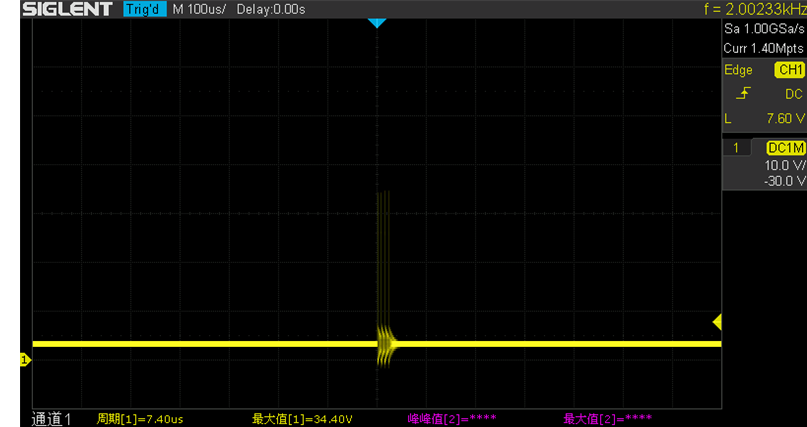 SIGLENT Trig'd M 100us/ Delay:0.00s f = 2.00233kHz
Sa 1.00GSa/s
Curr 1.40Mpts
Edge CH1
DC
L 7.60 V
1 DC1M
10.0 V/
-30.0 V
1
通道1 周期[1]=7.40us 最大值[1]=34.40V 峰峰值[2]=**** 最大值[2]=****